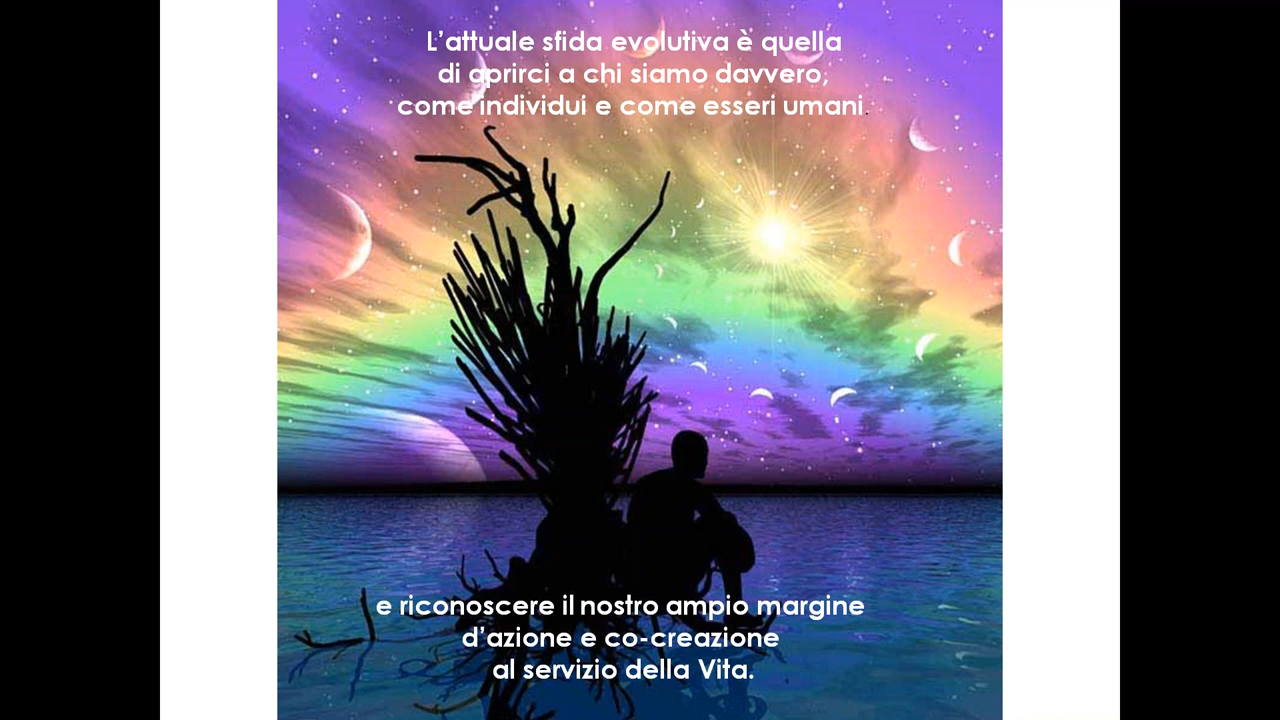 L’attuale sfida evolutiva è quella
di aprirci a chi siamo davvero,
come individui e come esseri umani.
e riconoscere il nostro ampio margine
d’azione e co-creazione
al servizio della Vita.